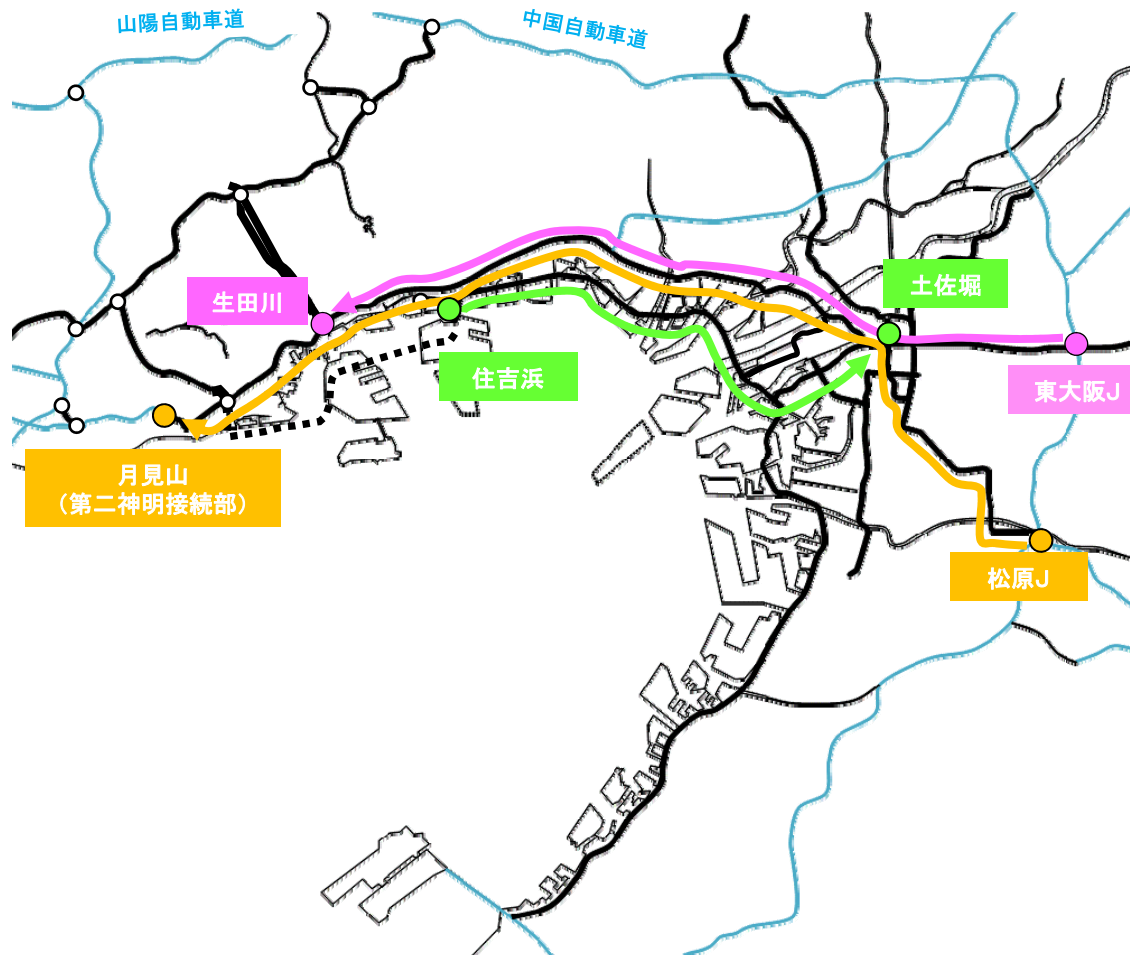 山陽自動車道
中国自動車道
生田川
土佐堀
住吉浜
東大阪J
月見山
（第二神明接続部）
松原J